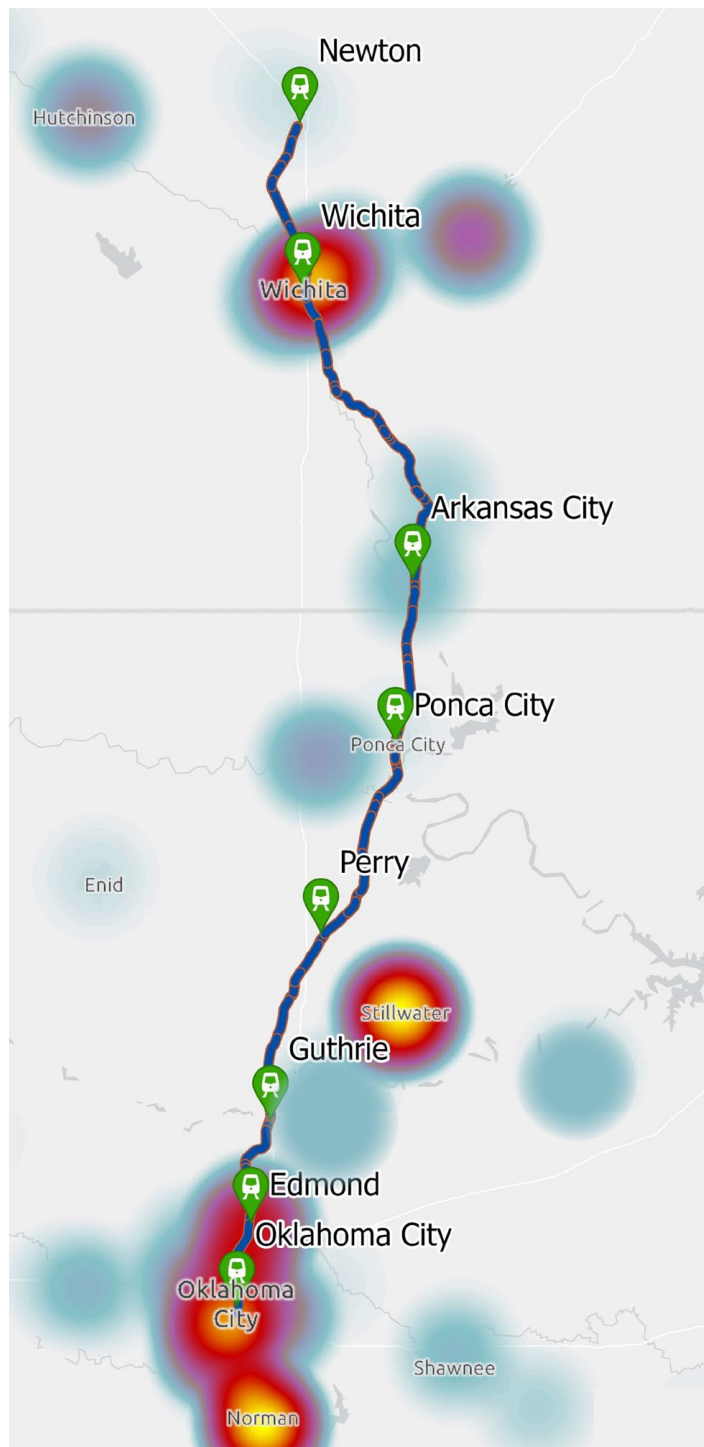 Newton
Hutchinson
Wichita
Wichita
Arkansas City
Ponca City
Ponca City
Perry
Enid
Stillwater
Guthrie
Edmond
Oklahoma City
Oklahoma
City
Shawnee
Norman